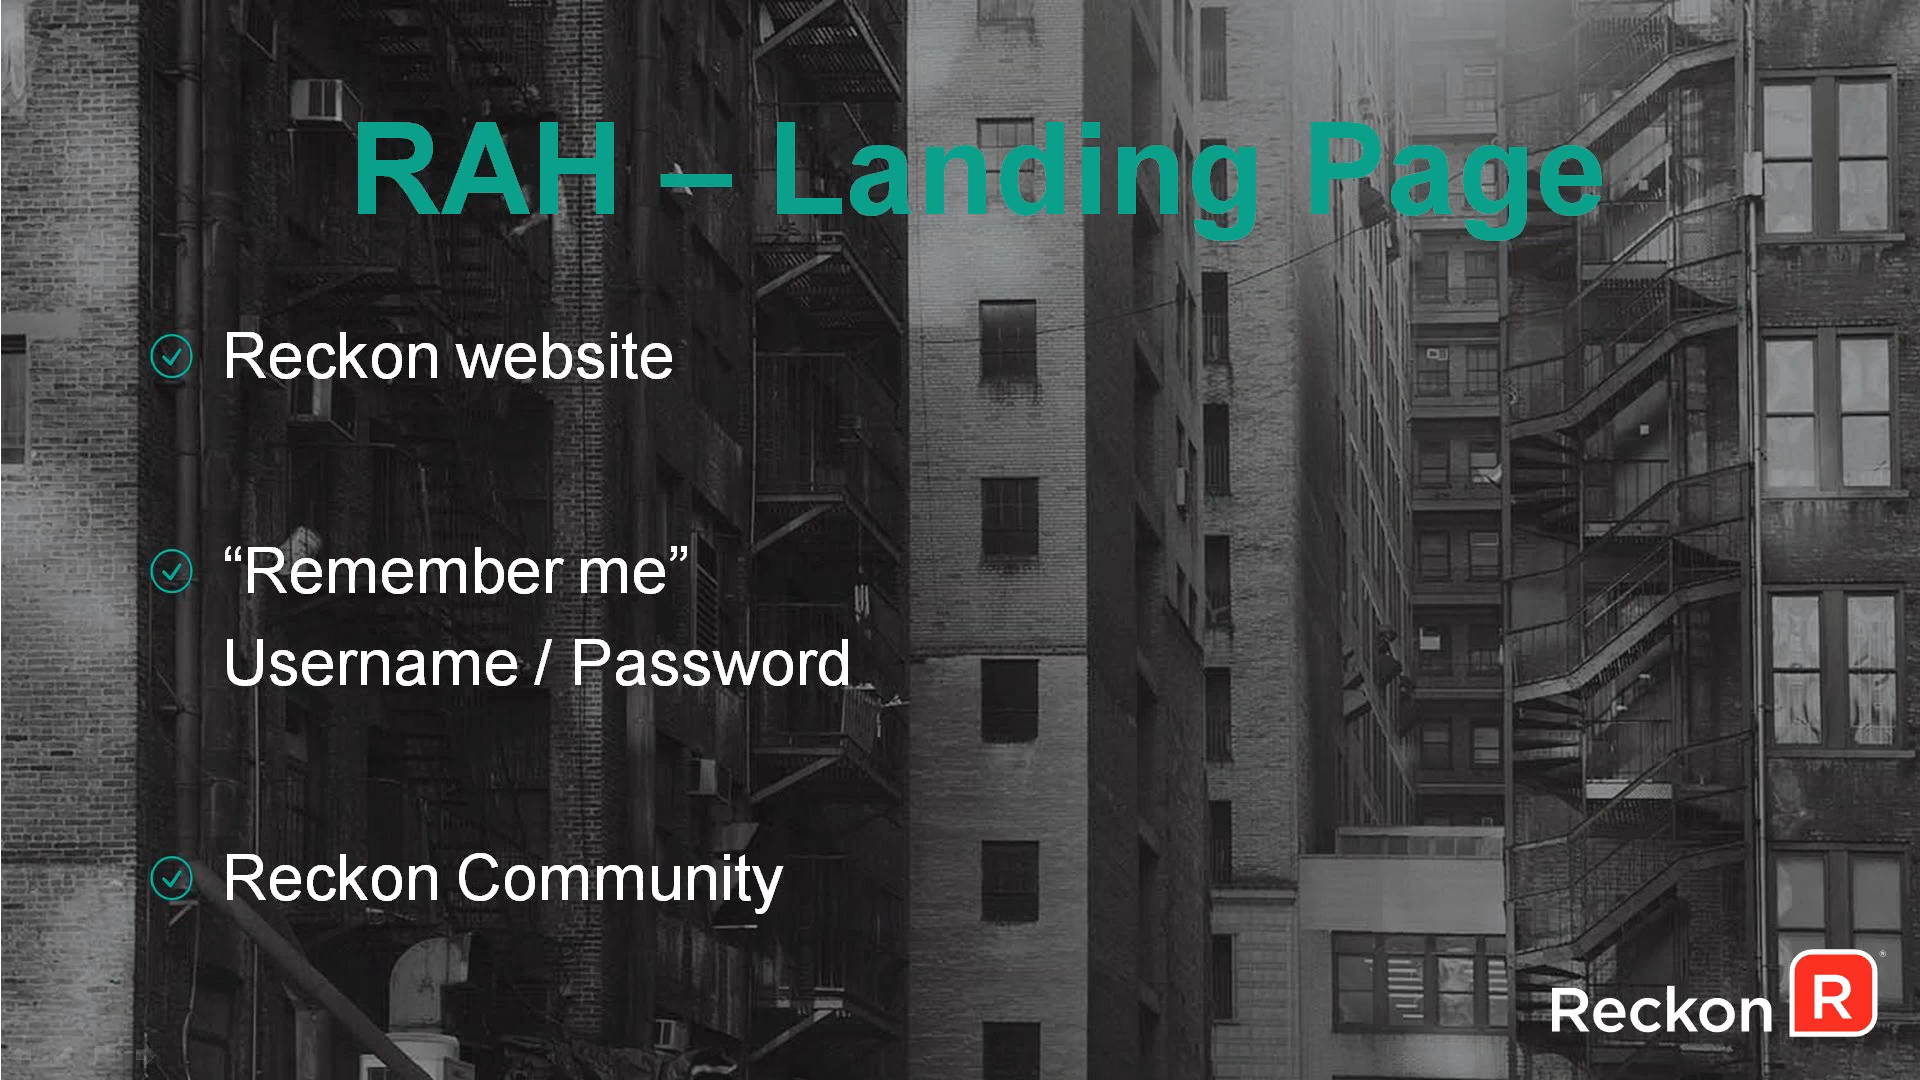 RAH – Landing Page
Reckon website
“Remember me”
Username / Password
Reckon Community
Reckon R®